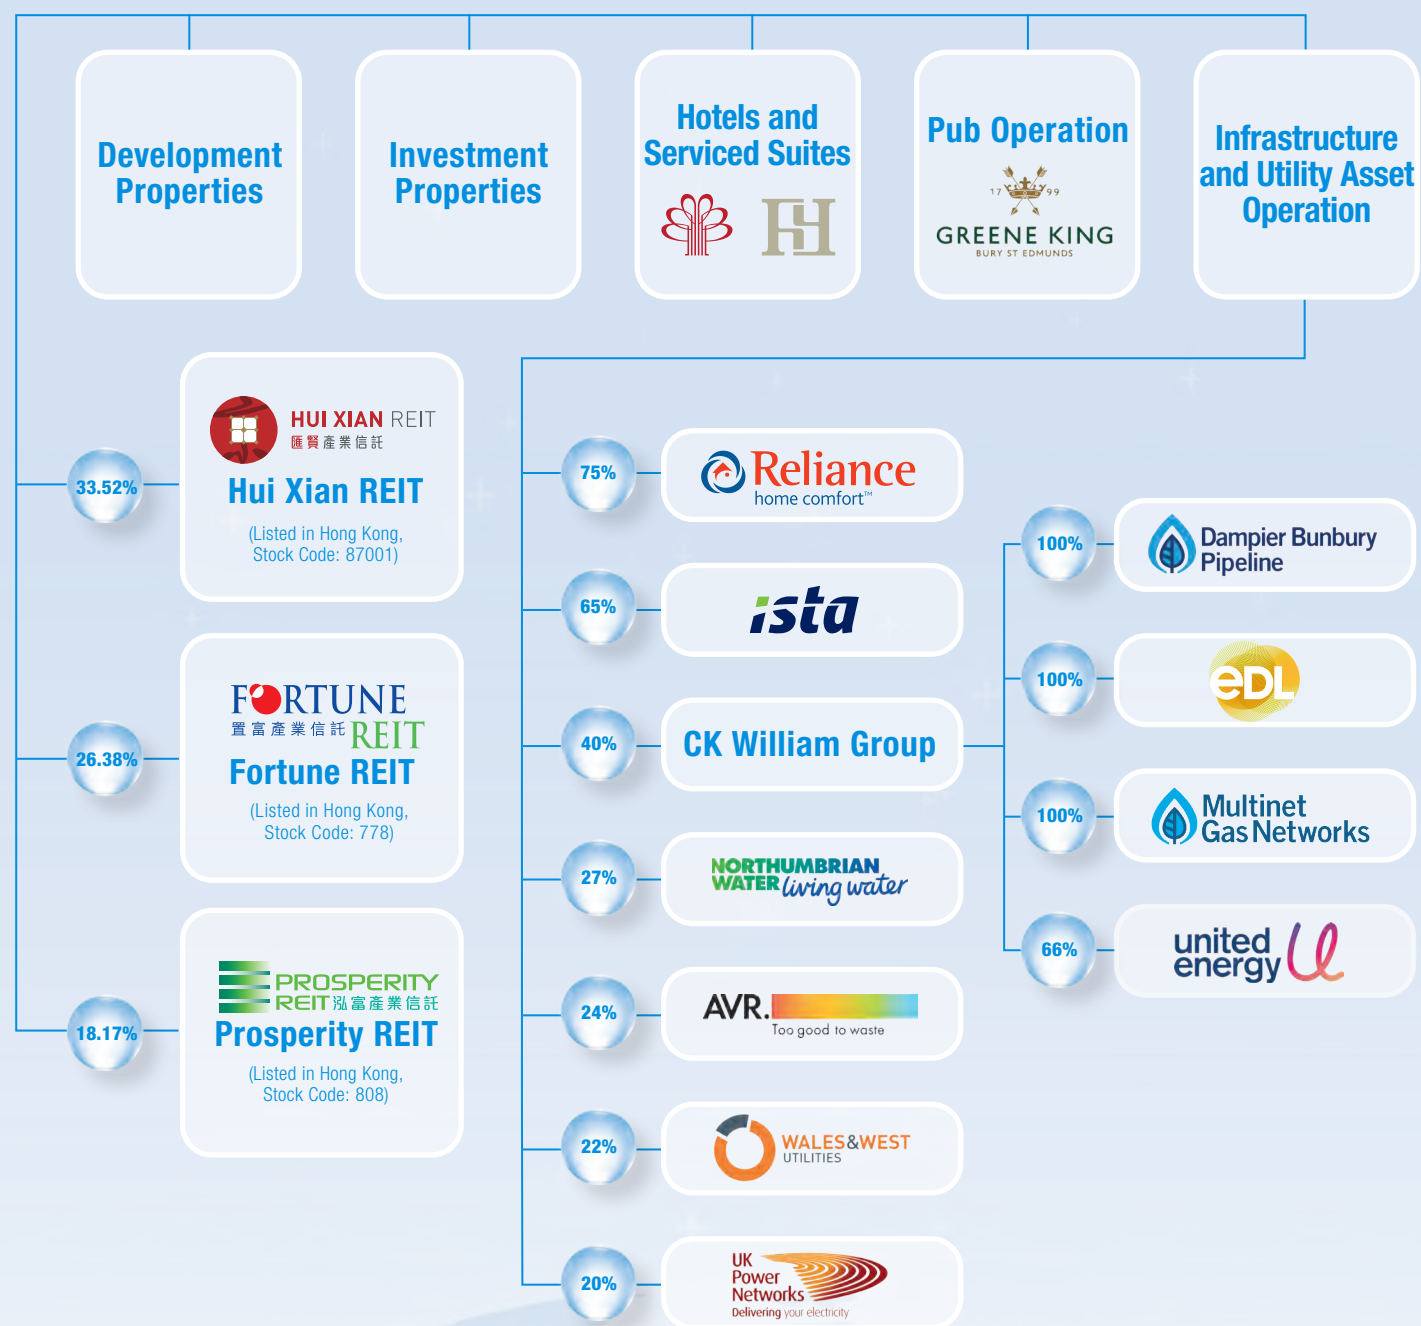 Development
Properties
Investment
Properties
Hotels and
Serviced Suites
Pub Operation
17 99
GREENE KING
BURY ST EDMUNDS
Infrastructure
and Utility Asset
Operation
33.52%
HUI XIAN REIT
匯賢產業信託
Hui Xian REIT
(Listed in Hong Kong,
Stock Code: 87001)
26.38%
FORTUNE
置富產業信託 REIT
Fortune REIT
(Listed in Hong Kong,
Stock Code: 778)
18.17%
PROSPERITY
REIT 泓富產業信託
Prosperity REIT
(Listed in Hong Kong,
Stock Code: 808)
75%
Reliance
home comfort™
65%
ista
40%
CK William Group
27%
NORTHUMBRIAN
WATER living water
24%
AVR.
Too good to waste
22%
WALES&WEST
UTILITIES
20%
UK
Power
Networks
Delivering your electricity
100%
Dampier Bunbury
Pipeline
100%
eDL
100%
Multinet
Gas Networks
66%
united
energy